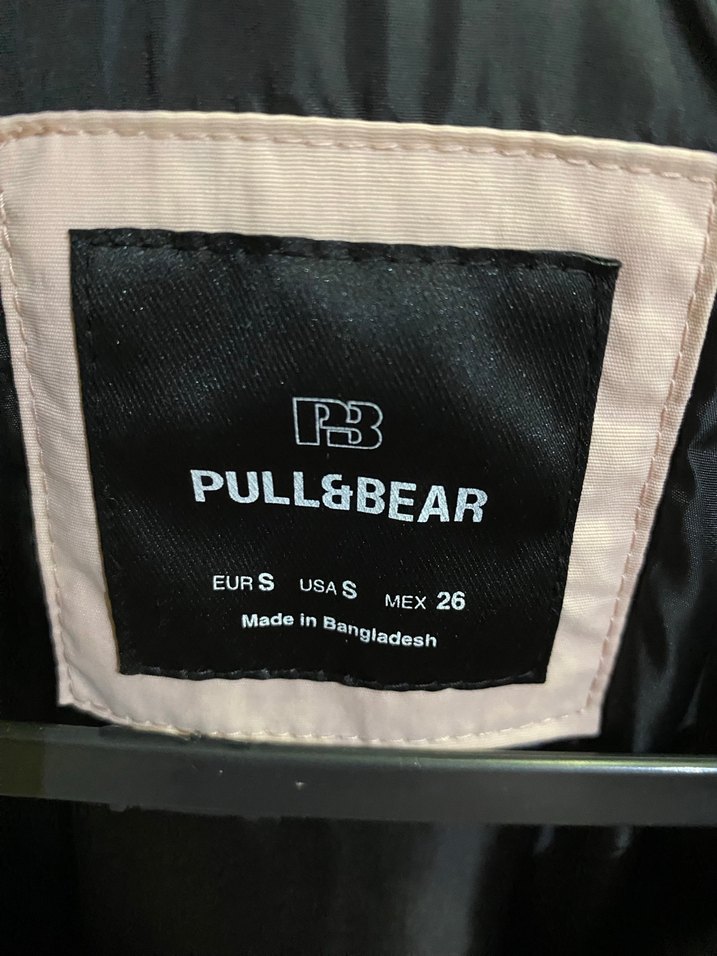 PB
PULL&BEAR
EUR S USA S MEX 26
Made in Bangladesh